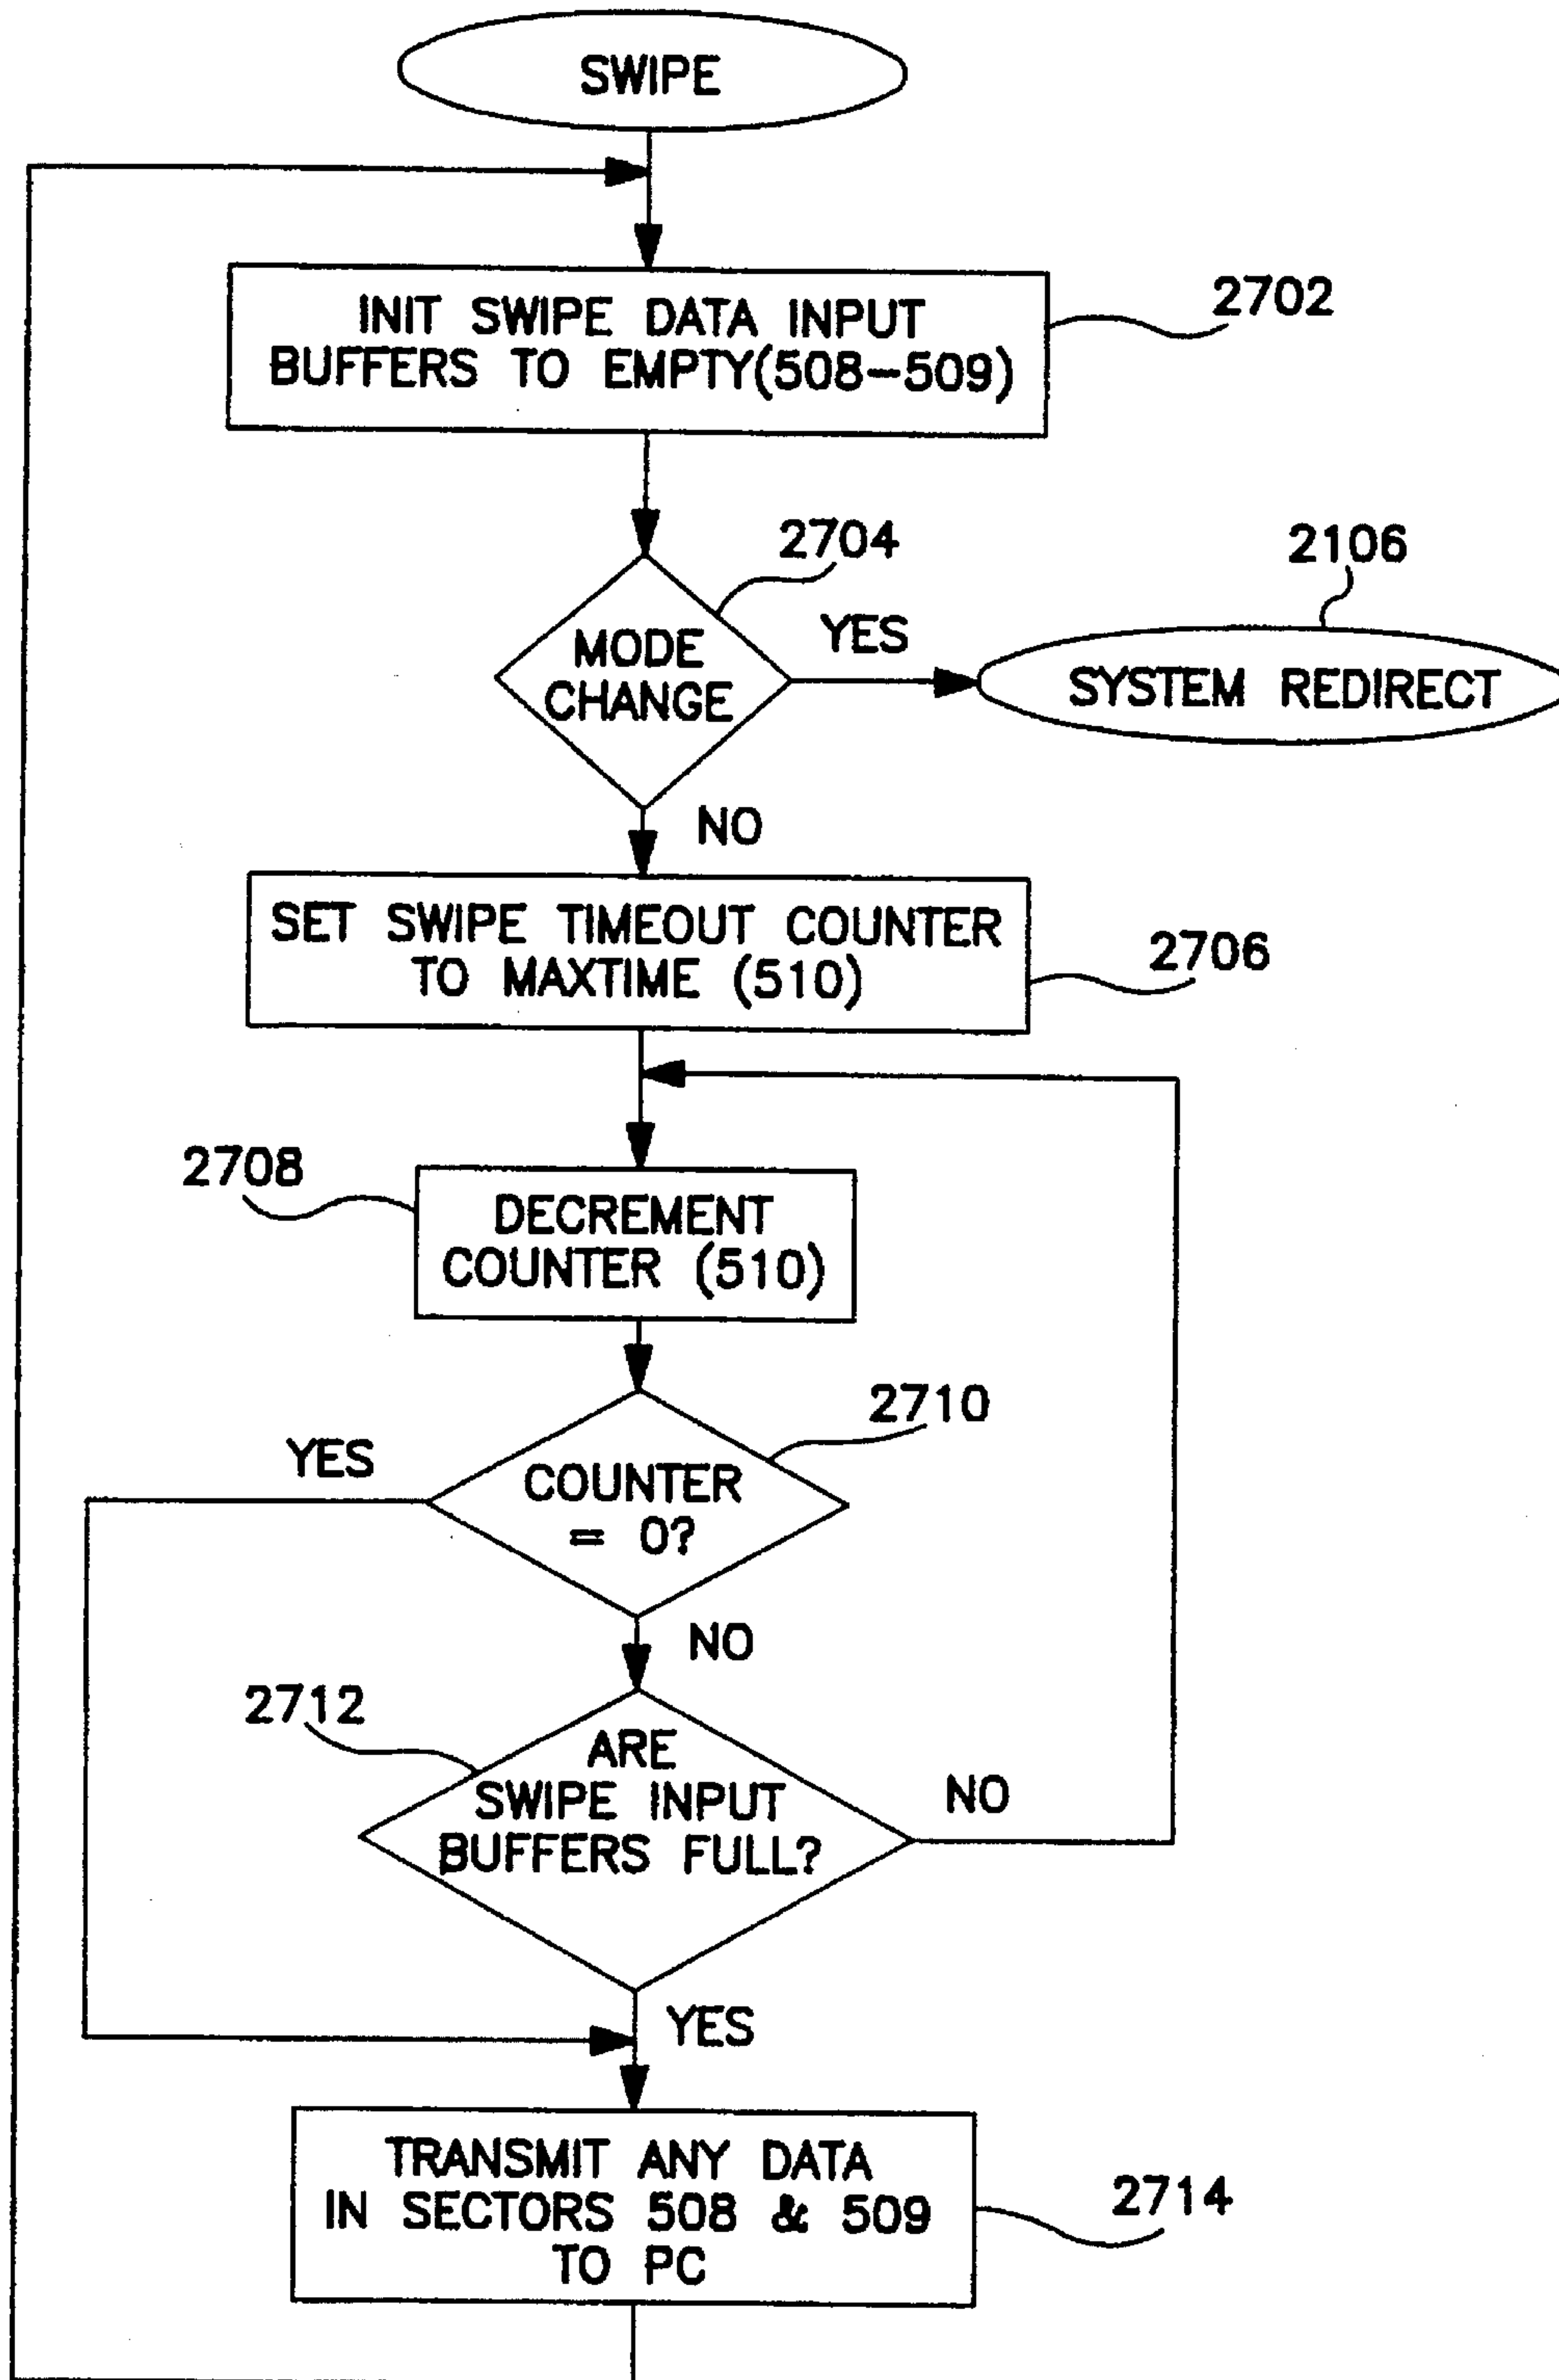 SWIPE
INIT SWIPE DATA INPUT
BUFFERS TO EMPTY(508-509)
2702
2704
2106
MODE
CHANGE
YES
SYSTEM REDIRECT
NO
SET SWIPE TIMEOUT COUNTER
TO MAXTIME (510)
2706
2708
DECREMENT
COUNTER (510)
2710
YES
COUNTER
= 0?
NO
2712
ARE
SWIPE INPUT
BUFFERS FULL?
NO
YES
TRANSMIT ANY DATA
IN SECTORS 508 & 509
TO PC
2714